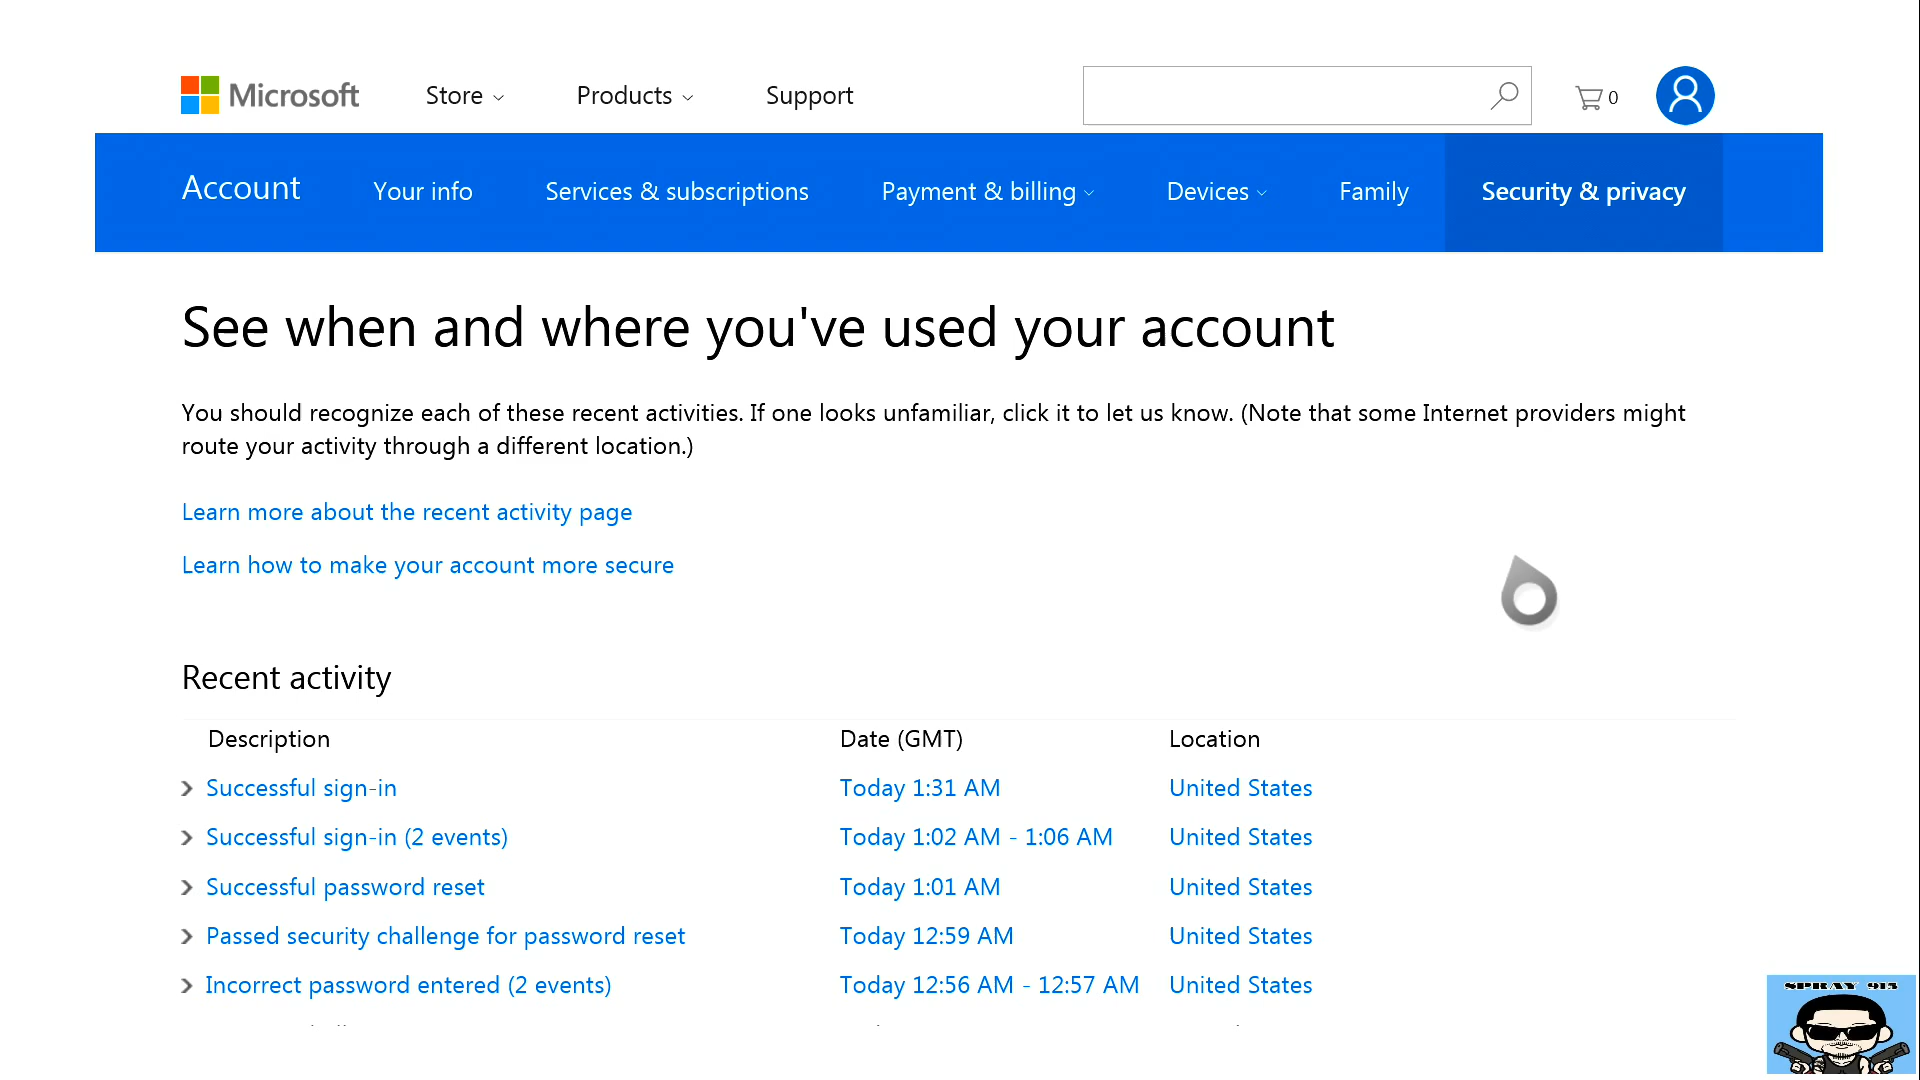 Microsoft Store Products Support 0
Account Your info Services & subscriptions Payment & billing Devices Family Security & privacy
See when and where you've used your account
You should recognize each of these recent activities. If one looks unfamiliar, click it to let us know. (Note that some Internet providers might
route your activity through a different location.)
Learn more about the recent activity page
Learn how to make your account more secure
Recent activity
Description Date (GMT) Location
Successful sign-in Today 1:31 AM United States
Successful sign-in (2 events) Today 1:02 AM - 1:06 AM United States
Successful password reset Today 1:01 AM United States
Passed security challenge for password reset Today 12:59 AM United States
Incorrect password entered (2 events) Today 12:56 AM - 12:57 AM United States
SPRAY 915